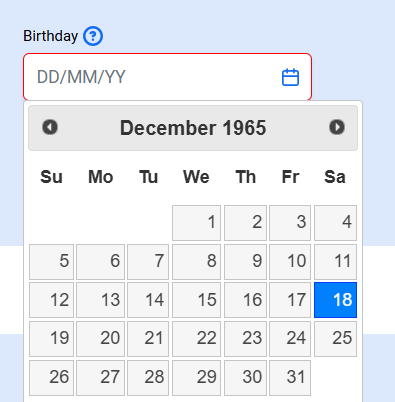 Birthday ?
DD/MM/YY
December 1965
Su Mo Tu We Th Fr Sa
1 2 3 4
5 6 7 8 9 10 11
12 13 14 15 16 17 18
19 20 21 22 23 24 25
26 27 28 29 30 31